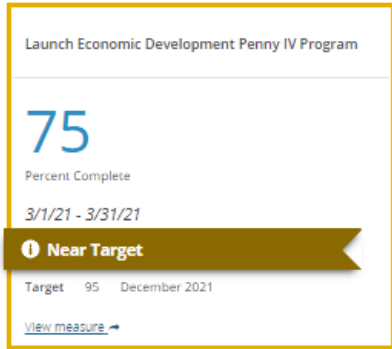 Launch Economic Development Penny IV Program
75
Percent Complete
3/1/21 - 3/31/21
Near Target
Target 95 December 2021
View measure